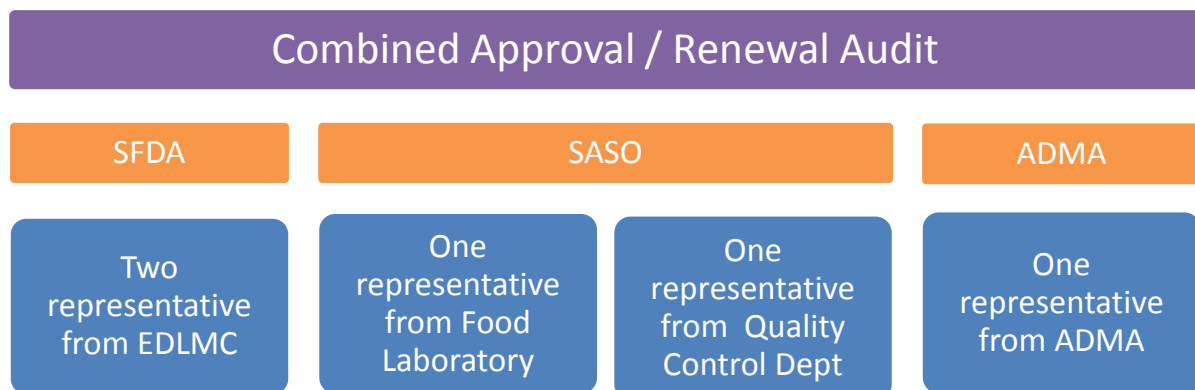 Combined Approval / Renewal Audit
SFDA
SASO
ADMA
Two
representative
from EDLMC
One
representative
from Food
Laboratory
One
representative
from Quality
Control Dept
One
representative
from ADMA